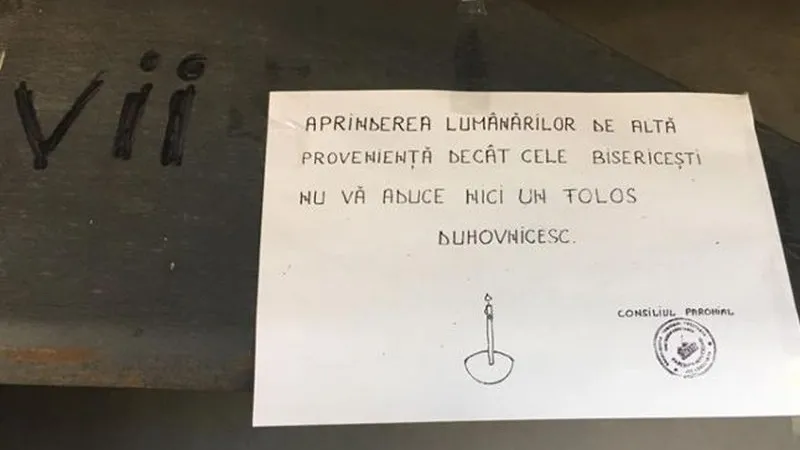 vii
APRINDEREA LUMÂNĂRILOR DE ALTĂ
PROVENIENȚĂ DECÂT CELE BISERICEȘTI
NU VĂ ADUCE NICI UN FOLOS
DUHOVNICESC.
CONSILIUL PAROHIAL